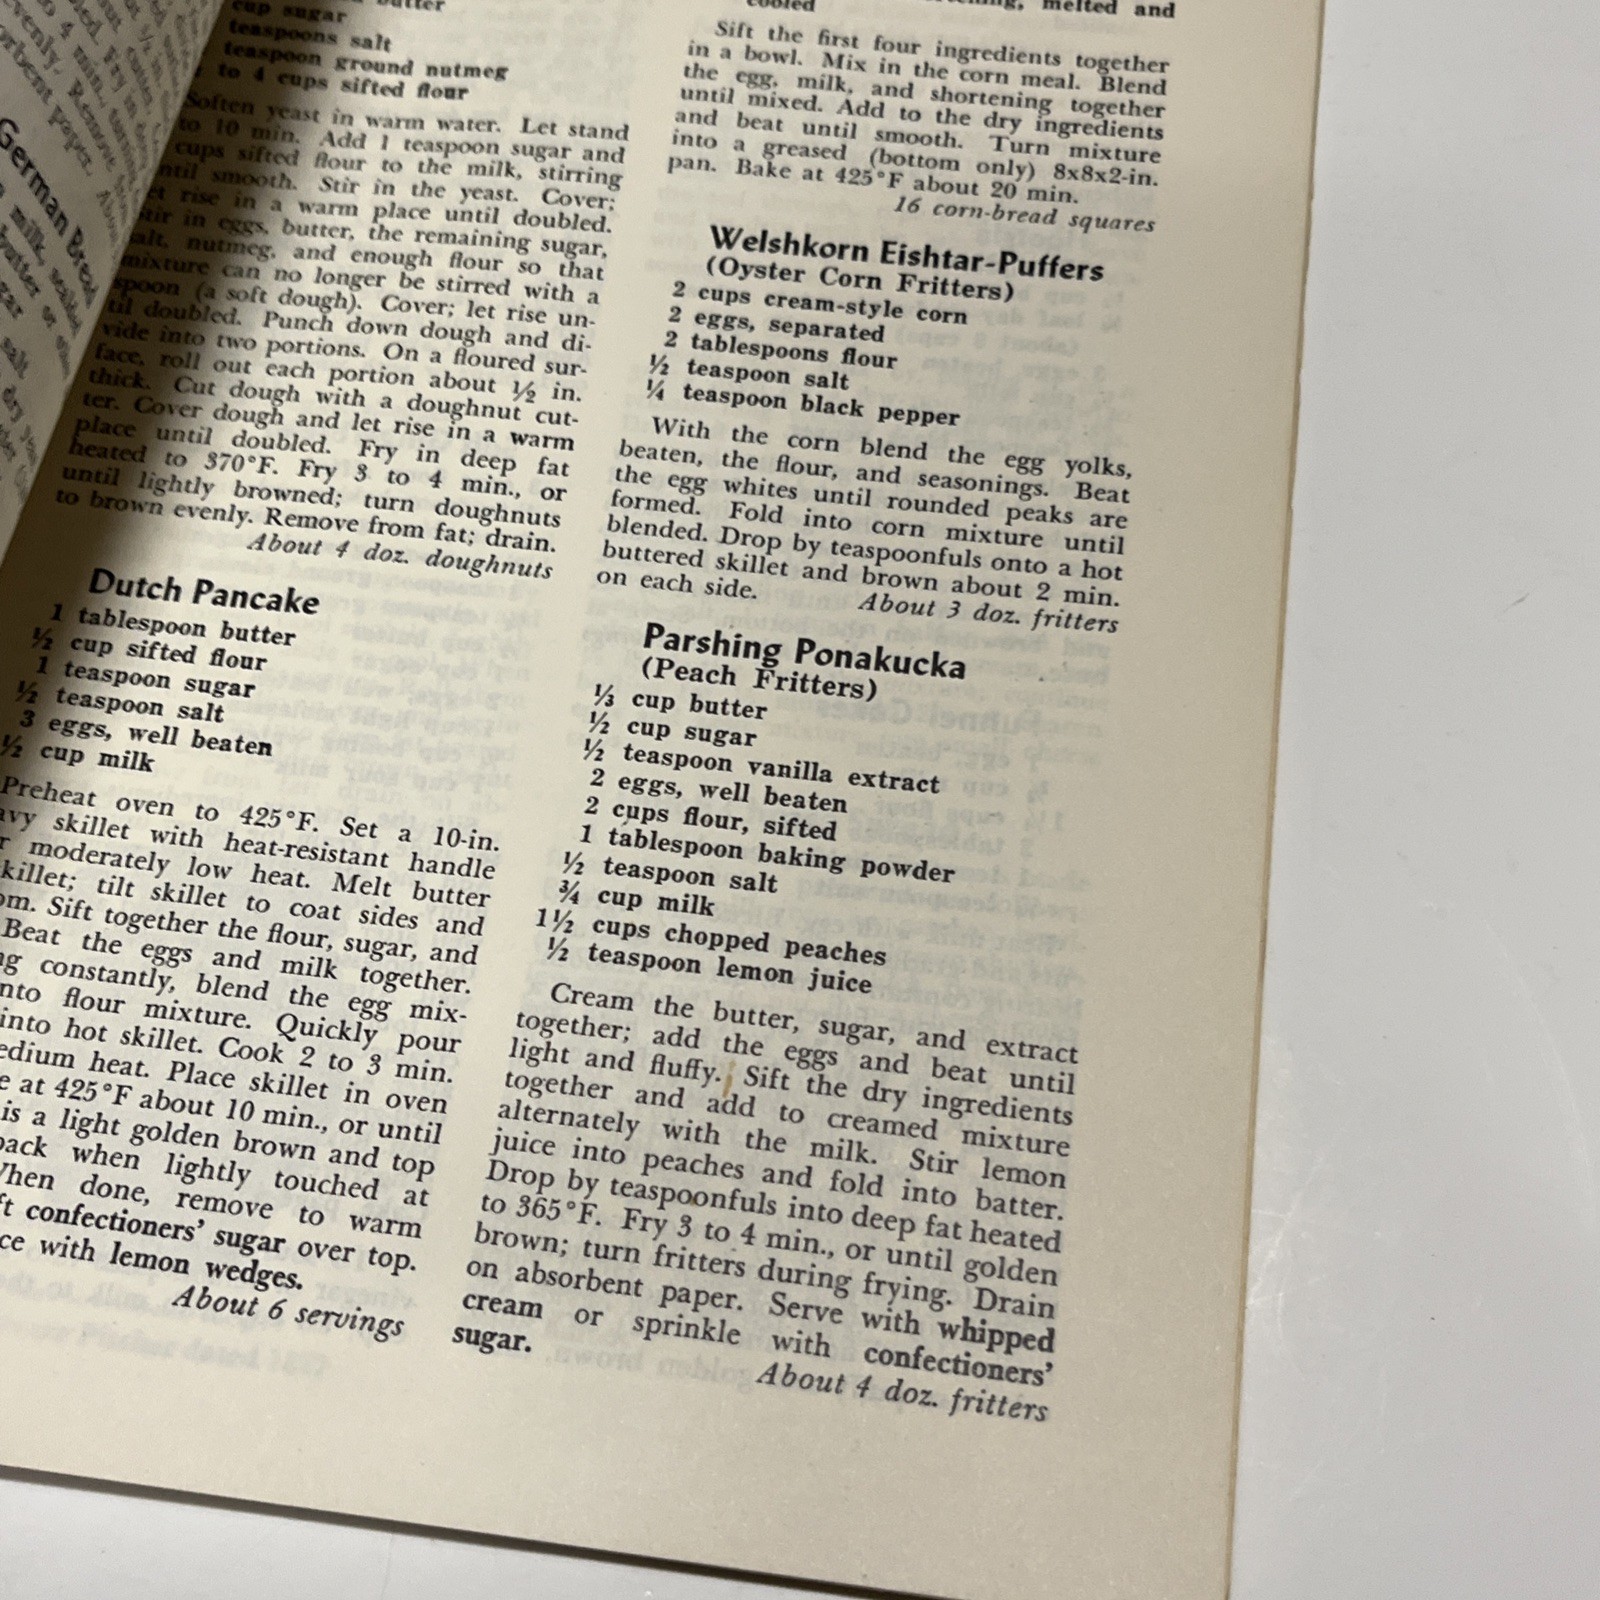 German Bread
milk, scalded
butter or
sugar
salt
dry
butter
cup sugar
teaspoons salt
teaspoon ground nutmeg
to 4 cups sifted flour
Soften yeast in warm water. Let stand
to 10 min. Add 1 teaspoon sugar and
cups sifted flour to the milk, stirring
until smooth. Stir in the yeast. Cover;
let rise in a warm place until doubled.
Stir in eggs, butter, the remaining sugar,
salt, nutmeg, and enough flour so that
mixture can no longer be stirred with a
spoon (a soft dough). Cover; let rise un-
til doubled. Punch down dough and di-
vide into two portions. On a floured sur-
face, roll out each portion about ½ in.
thick. Cut dough with a doughnut cut-
ter. Cover dough and let rise in a warm
place until doubled. Fry in deep fat
heated to 370°F. Fry 3 to 4 min., or
until lightly browned; turn doughnuts
to brown evenly. Remove from fat; drain.
About 4 doz. doughnuts
Dutch Pancake
1 tablespoon butter
½ cup sifted flour
1 teaspoon sugar
½ teaspoon salt
3 eggs, well beaten
½ cup milk
Preheat oven to 425°F. Set a 10-in.
avy skillet with heat-resistant handle
r moderately low heat. Melt butter
killet; tilt skillet to coat sides and
om. Sift together the flour, sugar, and
Beat the eggs and milk together.
ng constantly, blend the egg mix-
nto flour mixture. Quickly pour
into hot skillet. Cook 2 to 3 min.
edium heat. Place skillet in oven
e at 425°F about 10 min., or until
is a light golden brown and top
back when lightly touched at
When done, remove to warm
ft confectioners' sugar over top.
ce with lemon wedges.
About 6 servings
melted and
cooled
Sift the first four ingredients together
in a bowl. Mix in the corn meal. Blend
the egg, milk, and shortening together
until mixed. Add to the dry ingredients
and beat until smooth. Turn mixture
into a greased (bottom only) 8x8x2-in.
pan. Bake at 425°F about 20 min.
16 corn-bread squares
Welshkorn Eishtar-Puffers
(Oyster Corn Fritters)
2 cups cream-style corn
2 eggs, separated
2 tablespoons flour
½ teaspoon salt
¼ teaspoon black pepper
With the corn blend the egg yolks,
beaten, the flour, and seasonings. Beat
the egg whites until rounded peaks are
formed. Fold into corn mixture until
blended. Drop by teaspoonfuls onto a hot
buttered skillet and brown about 2 min.
on each side. About 3 doz. fritters
Parshing Ponakucka
(Peach Fritters)
⅓ cup butter
½ cup sugar
½ teaspoon vanilla extract
2 eggs, well beaten
2 cups flour, sifted
1 tablespoon baking powder
½ teaspoon salt
¾ cup milk
1½ cups chopped peaches
½ teaspoon lemon juice
Cream the butter, sugar, and extract
together; add the eggs and beat until
light and fluffy. Sift the dry ingredients
together and add to creamed mixture
alternately with the milk. Stir lemon
juice into peaches and fold into batter.
Drop by teaspoonfuls into deep fat heated
to 365°F. Fry 3 to 4 min., or until golden
brown; turn fritters during frying. Drain
on absorbent paper. Serve with whipped
cream or sprinkle with confectioners'
sugar.
About 4 doz. fritters